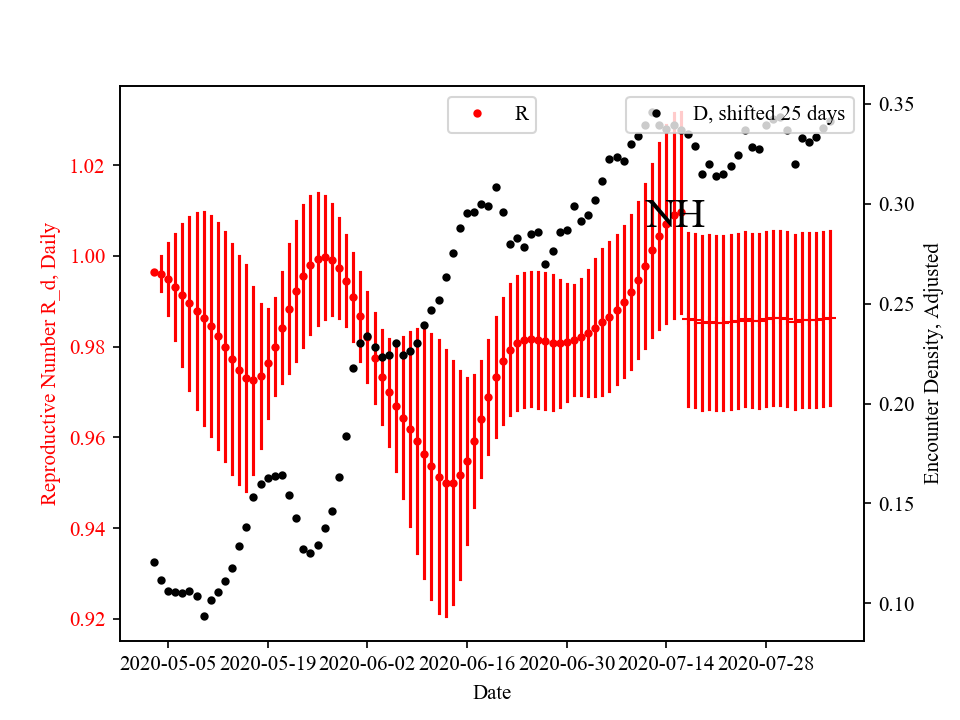 R
D, shifted 25 days
0.35
1.02
0.30
NH
1.00
0.25
0.98
0.20
0.96
0.15
0.94
0.10
0.92
Reproductive Number R_d, Daily
Encounter Density, Adjusted
2020-05-05 2020-05-19 2020-06-02 2020-06-16 2020-06-30 2020-07-14 2020-07-28
Date